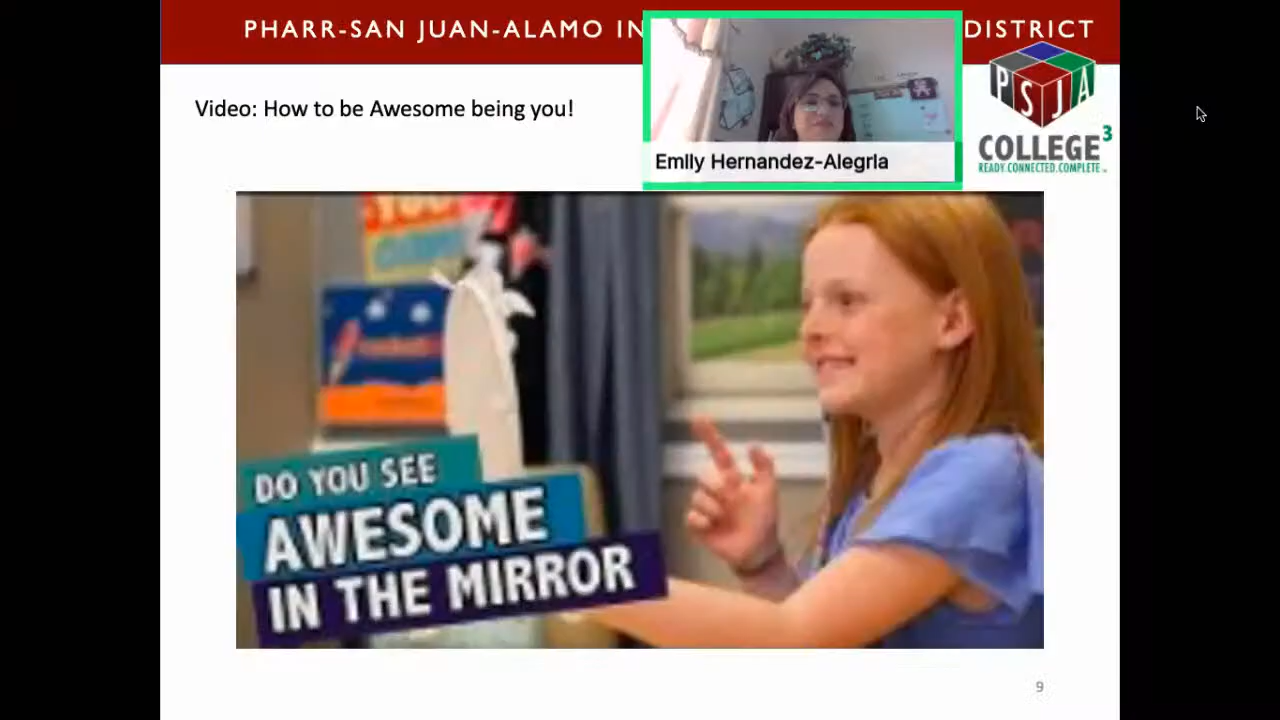 PHARR-SAN JUAN-ALAMO IN
DISTRICT
Video: How to be Awesome being you!
Emily Hernandez-Alegria
PSJA
COLLEGE³
READY.CONNECTED.COMPLETE
YOU
DO YOU SEE
AWESOME
IN THE MIRROR
9